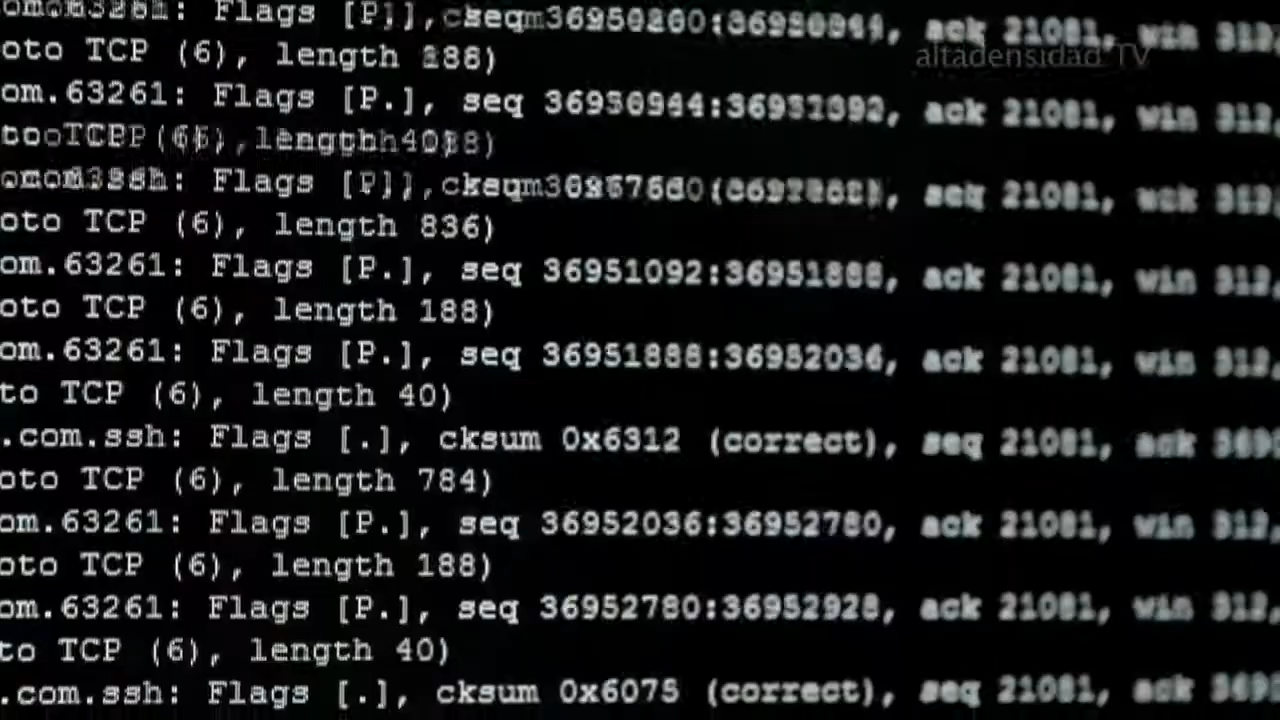 Flags
altadensidad TV
oto TCP (6), length 188)
om.63261: Flags [P.], seq 36950944:36951092, ack 21081, win 312,
Flags
oto TCP (6), length 836)
om.63261: Flags [P.], seq 36951092:36951888, ack 21081, win 312,
oto TCP (6), length 188)
om.63261: Flags [P.], seq 36951888:36952036, ack 21081, win 312,
to TCP (6), length 40)
.com.ssh: Flags [.], cksum 0x6312 (correct), seq 21081, ack
oto TCP (6), length 784)
om.63261: Flags [P.], seq 36952036:36952780, ack 21081, win 312,
oto TCP (6), length 188)
om.63261: Flags [P.], seq 36952780:36952928, ack 21081, win 312,
to TCP (6), length 40)
.com.ssh: Flags [.], cksum 0x6075 (correct), seq 21081, ack